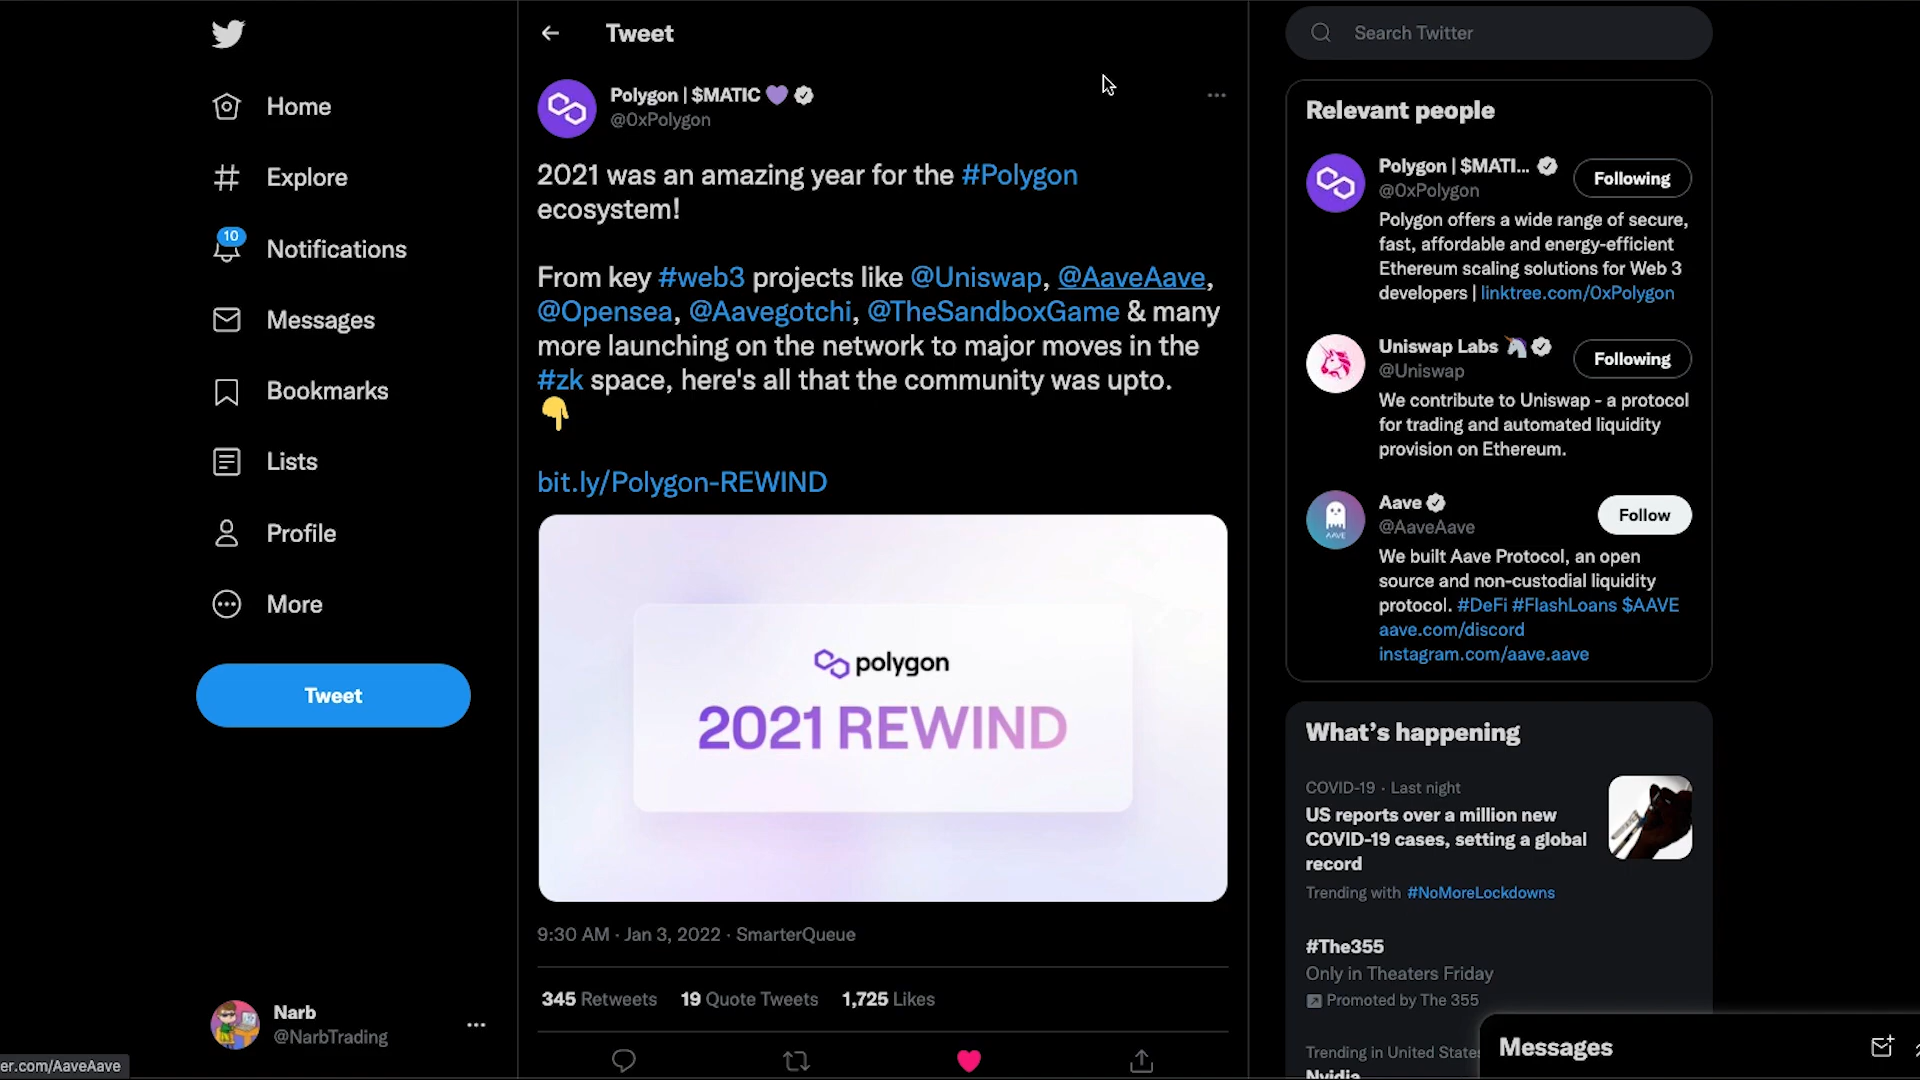 Home
Explore
10
Notifications
Messages
Bookmarks
Lists
Profile
More
Tweet
Narb
@NarbTrading
er.com/AaveAave
Tweet
Polygon | $MATIC 💜
@0xPolygon
2021 was an amazing year for the #Polygon
ecosystem!
From key #web3 projects like @Uniswap, @AaveAave,
@Opensea, @Aavegotchi, @TheSandboxGame & many
more launching on the network to major moves in the
#zk space, here's all that the community was upto.
👇
bit.ly/Polygon-REWIND
polygon
2021 REWIND
9:30 AM · Jan 3, 2022 · SmarterQueue
345 Retweets 19 Quote Tweets 1,725 Likes
Search Twitter
Relevant people
Polygon | $MATI...
@0xPolygon
Following
Polygon offers a wide range of secure,
fast, affordable and energy-efficient
Ethereum scaling solutions for Web 3
developers | linktree.com/0xPolygon
Uniswap Labs 🦄
@Uniswap
Following
We contribute to Uniswap - a protocol
for trading and automated liquidity
provision on Ethereum.
AAVE
Aave
@AaveAave
Follow
We built Aave Protocol, an open
source and non-custodial liquidity
protocol. #DeFi #FlashLoans $AAVE
aave.com/discord
instagram.com/aave.aave
What's happening
COVID-19 · Last night
US reports over a million new
COVID-19 cases, setting a global
record
Trending with #NoMoreLockdowns
#The355
Only in Theaters Friday
Promoted by The 355
Trending in United States
Nvidia
Messages